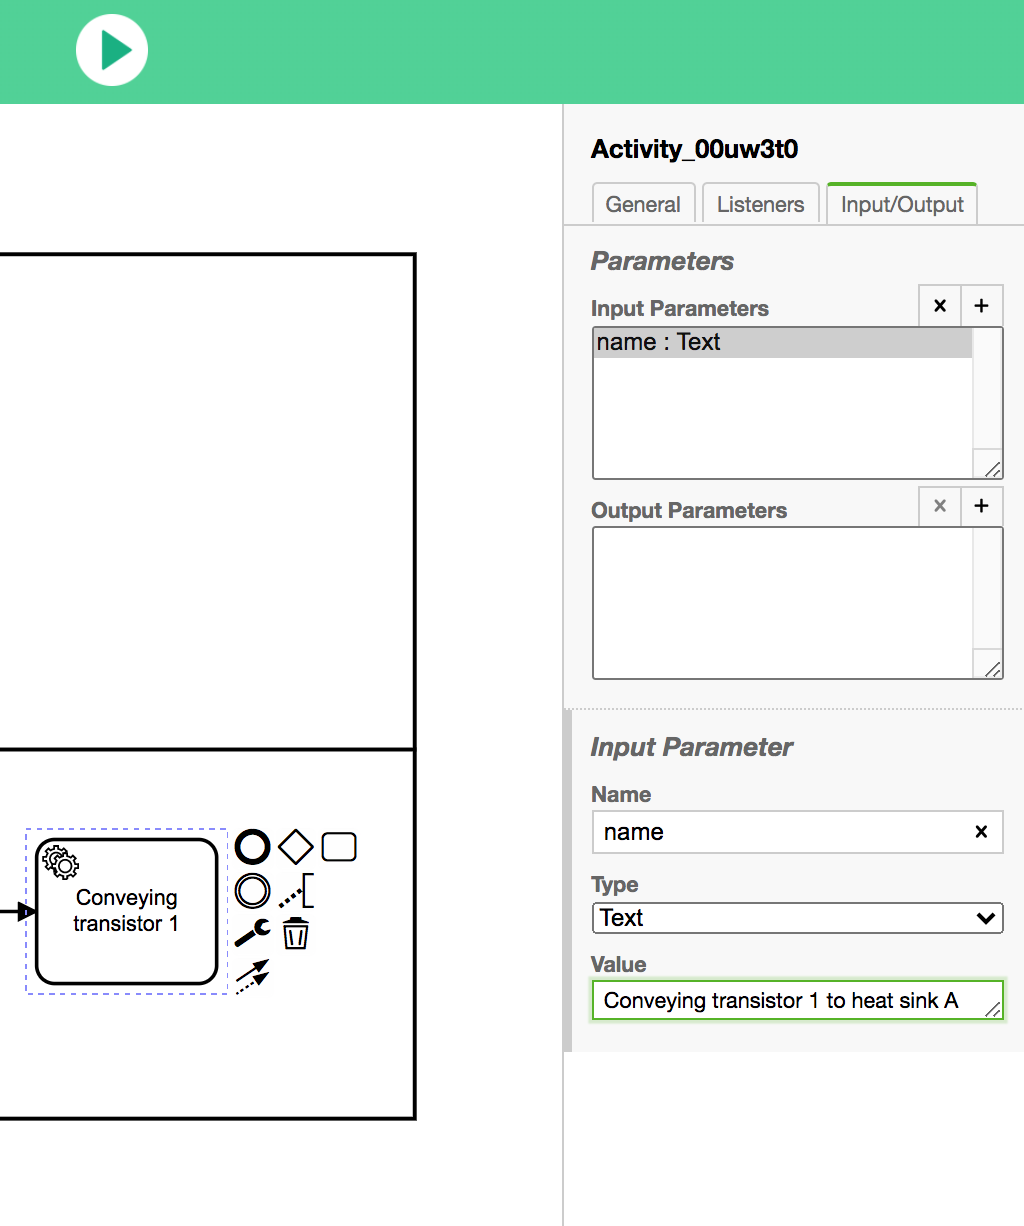 Activity_00uw3t0
General
Listeners
Input/Output
Parameters
Input Parameters
name : Text
Output Parameters
Input Parameter
Name
name
Type
Text
Value
Conveying transistor 1 to heat sink A
Conveying
transistor 1